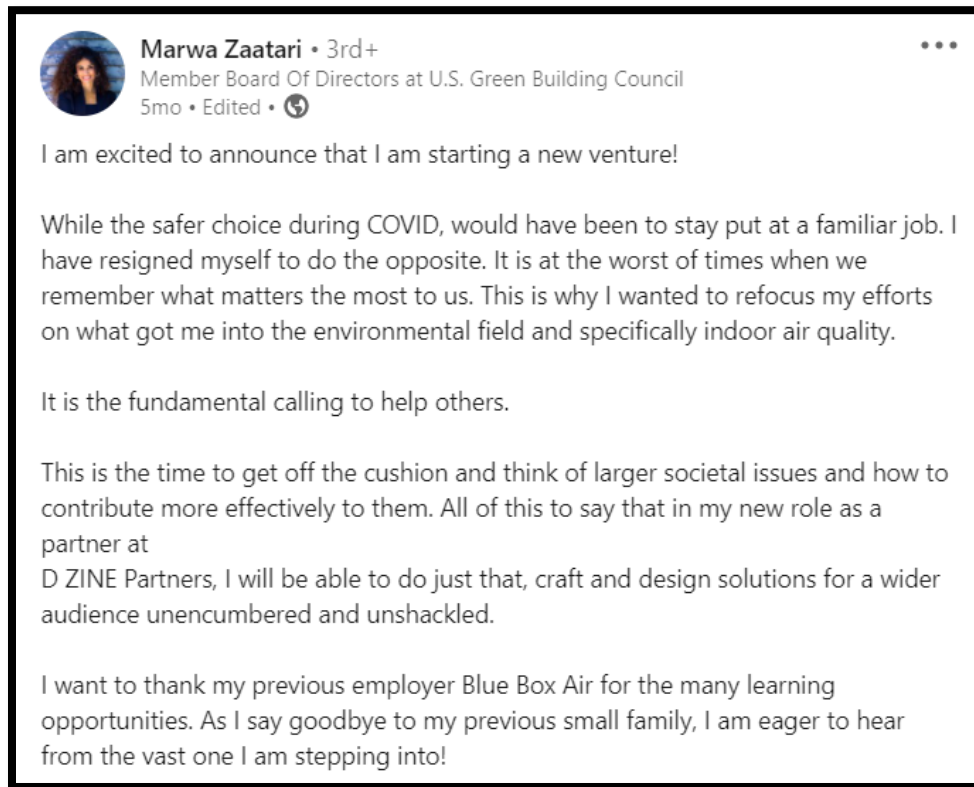 Marwa Zaatari • 3rd+
Member Board Of Directors at U.S. Green Building Council
5mo • Edited •
I am excited to announce that I am starting a new venture!
While the safer choice during COVID, would have been to stay put at a familiar job. I
have resigned myself to do the opposite. It is at the worst of times when we
remember what matters the most to us. This is why I wanted to refocus my efforts
on what got me into the environmental field and specifically indoor air quality.
It is the fundamental calling to help others.
This is the time to get off the cushion and think of larger societal issues and how to
contribute more effectively to them. All of this to say that in my new role as a
partner at
D ZINE Partners, I will be able to do just that, craft and design solutions for a wider
audience unencumbered and unshackled.
I want to thank my previous employer Blue Box Air for the many learning
opportunities. As I say goodbye to my previous small family, I am eager to hear
from the vast one I am stepping into!